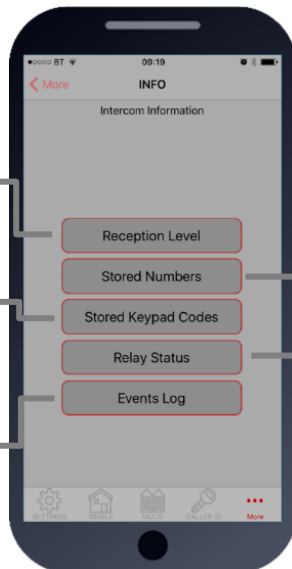 BT 09:19
More INFO
Intercom Information
Reception Level
Stored Numbers
Stored Keypad Codes
Relay Status
Events Log
SETTINGS SINGLE MULTI CALLER ID More